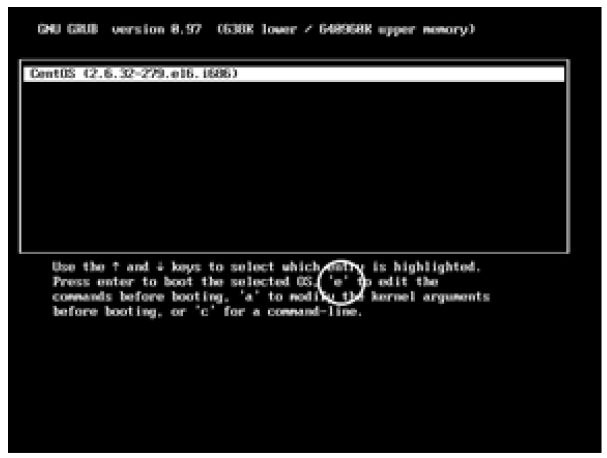 GNU GRUB version 0.97 (638K lower / 648960K upper memory)
CentOS (2.6.32-279.el6.i686)
Use the ↑ and ↓ keys to select which entry is highlighted.
Press enter to boot the selected OS, 'e' to edit the
commands before booting, 'a' to modify the kernel arguments
before booting, or 'c' for a command-line.